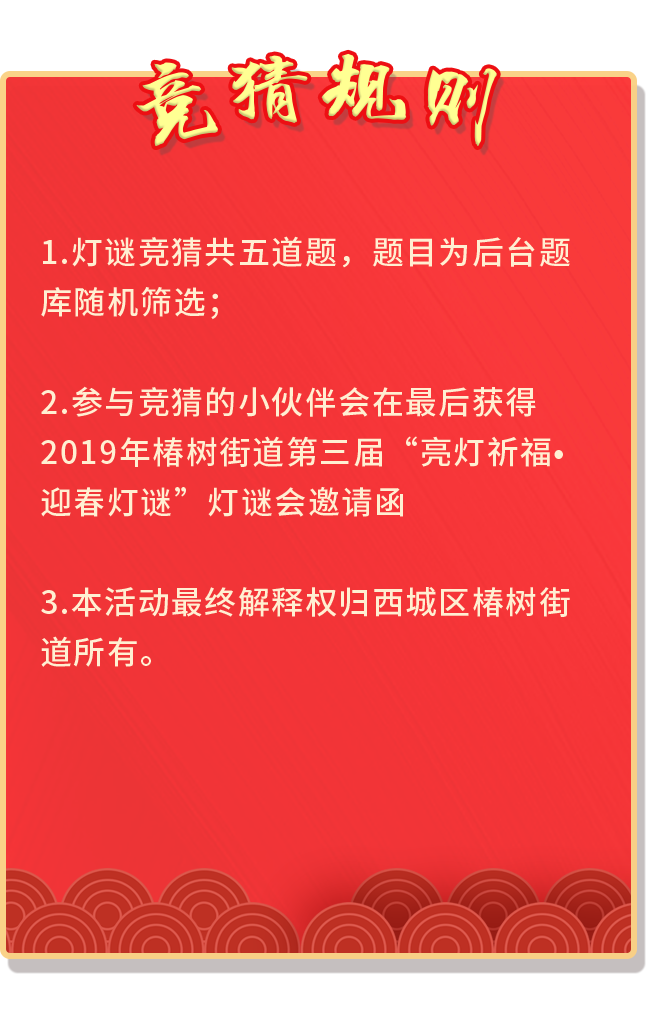 竞猜规则
1.灯谜竞猜共五道题，题目为后台题
库随机筛选；
2.参与竞猜的小伙伴会在最后获得
2019年椿树街道第三届“亮灯祈福•
迎春灯谜”灯谜会邀请函
3.本活动最终解释权归西城区椿树街
道所有。